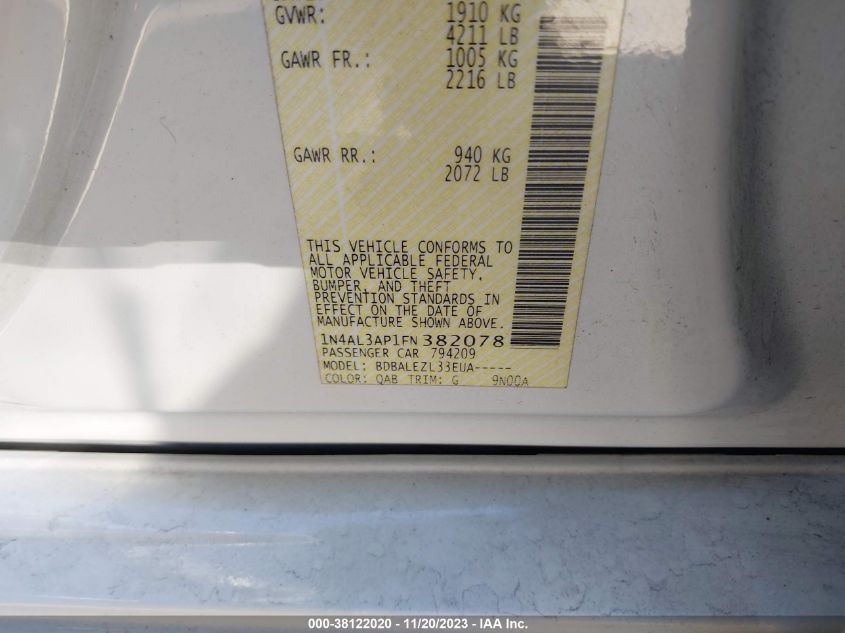 GVWR: 1910 KG
4211 LB
GAWR FR.: 1005 KG
2216 LB
GAWR RR.: 940 KG
2072 LB
THIS VEHICLE CONFORMS TO
ALL APPLICABLE FEDERAL
MOTOR VEHICLE SAFETY,
BUMPER, AND THEFT
PREVENTION STANDARDS IN
EFFECT ON THE DATE OF
MANUFACTURE SHOWN ABOVE.
1N4AL3AP1FN382078
PASSENGER CAR 794209
MODEL: BDBALEZL33EUA-----
COLOR: QAB TRIM: G 9N00A
000-38122020 - 11/20/2023 - IAA Inc.